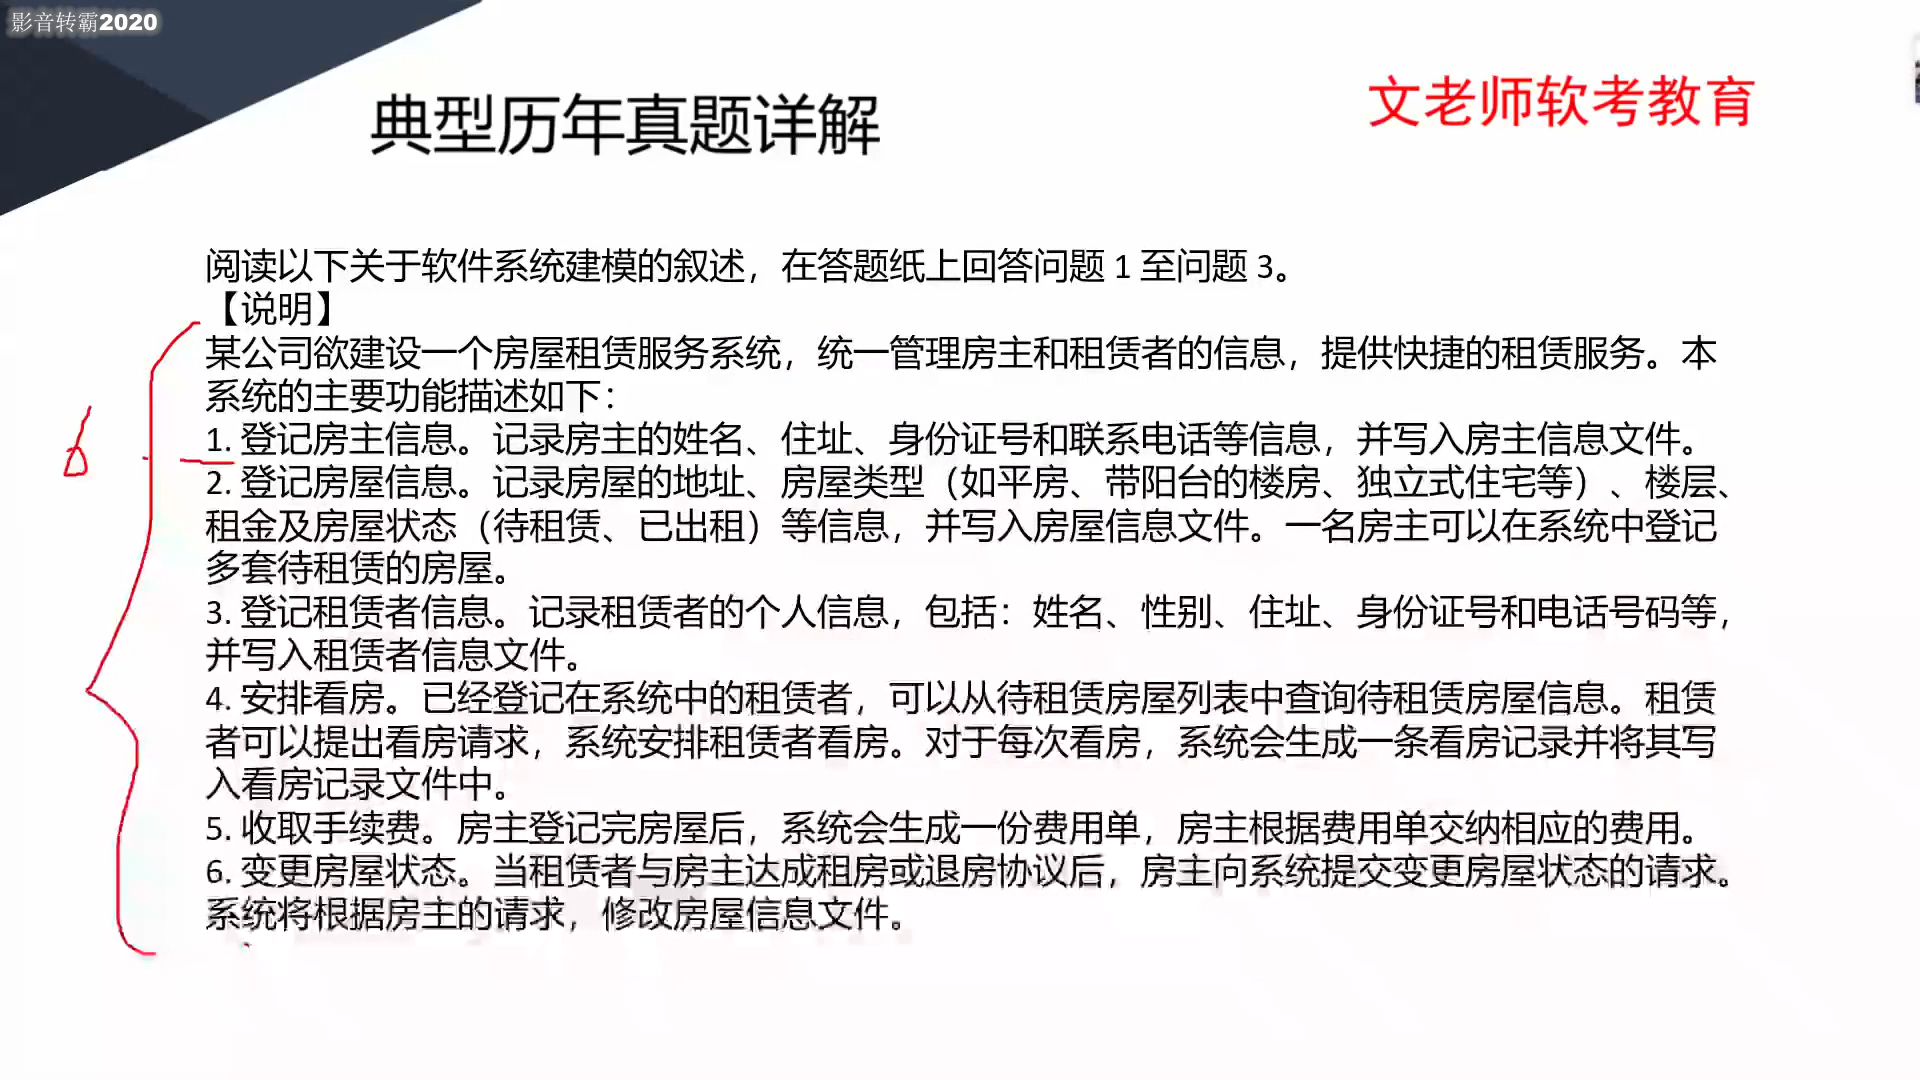 影音转霸2020
典型历年真题详解
文老师软考教育
阅读以下关于软件系统建模的叙述，在答题纸上回答问题 1 至问题 3。
【说明】
某公司欲建设一个房屋租赁服务系统，统一管理房主和租赁者的信息，提供快捷的租赁服务。本
系统的主要功能描述如下：
1. 登记房主信息。记录房主的姓名、住址、身份证号和联系电话等信息，并写入房主信息文件。
2. 登记房屋信息。记录房屋的地址、房屋类型（如平房、带阳台的楼房、独立式住宅等）、楼层、
租金及房屋状态（待租赁、已出租）等信息，并写入房屋信息文件。一名房主可以在系统中登记
多套待租赁的房屋。
3. 登记租赁者信息。记录租赁者的个人信息，包括：姓名、性别、住址、身份证号和电话号码等，
并写入租赁者信息文件。
4. 安排看房。已经登记在系统中的租赁者，可以从待租赁房屋列表中查询待租赁房屋信息。租赁
者可以提出看房请求，系统安排租赁者看房。对于每次看房，系统会生成一条看房记录并将其写
入看房记录文件中。
5. 收取手续费。房主登记完房屋后，系统会生成一份费用单，房主根据费用单交纳相应的费用。
6. 变更房屋状态。当租赁者与房主达成租房或退房协议后，房主向系统提交变更房屋状态的请求。
系统将根据房主的请求，修改房屋信息文件。